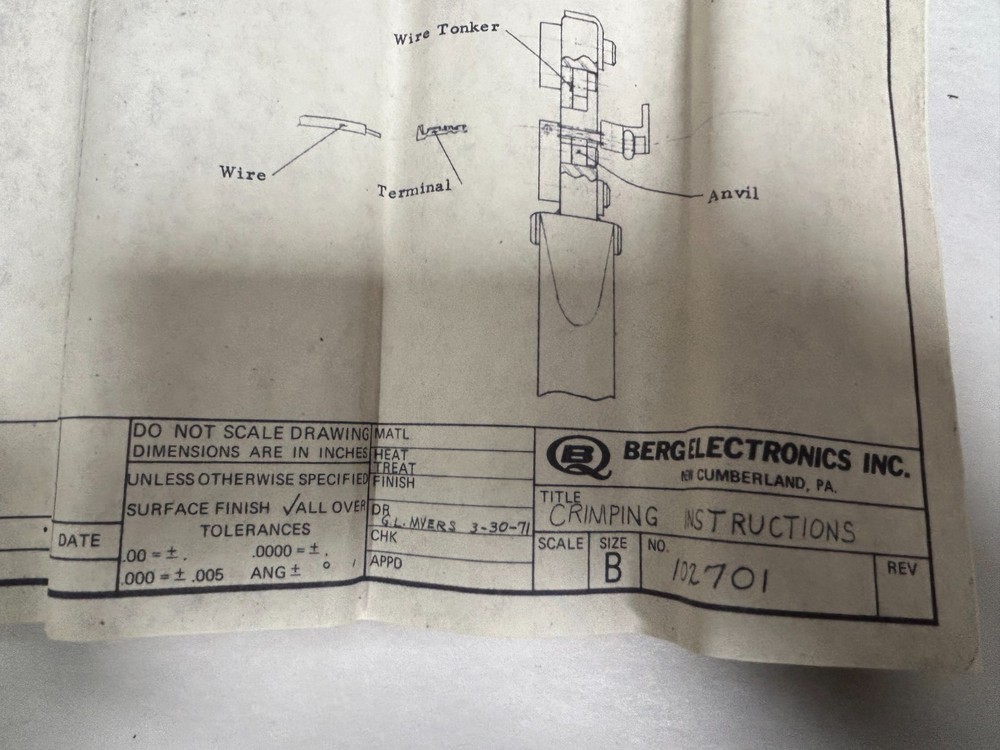 Wire Tonker
Wire
Terminal
Anvil
DO NOT SCALE DRAWING
DIMENSIONS ARE IN INCHES
UNLESS OTHERWISE SPECIFIED
SURFACE FINISH √ALL OVER
TOLERANCES
.00 = ± .
.0000 = ± .
.000 = ± .005
ANG ± ° '
DATE
MATL
HEAT
TREAT
FINISH
DR
G.L. MYERS 3-30-71
CHK
APPD
B
BERG ELECTRONICS INC.
NEW CUMBERLAND, PA.
TITLE
CRIMPING INSTRUCTIONS
SCALE
SIZE
B
NO.
102701
REV